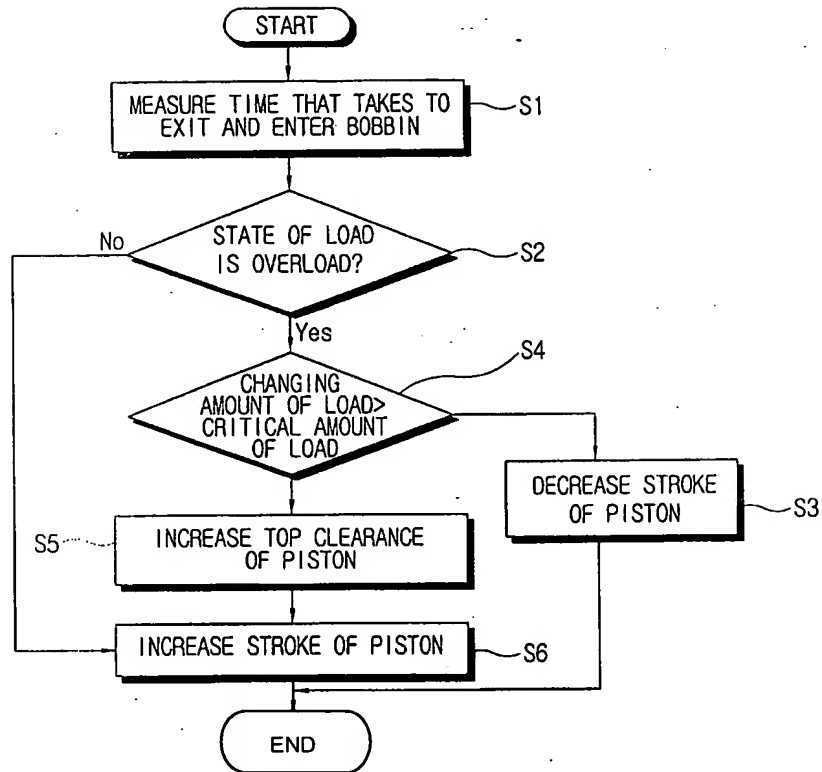 START
MEASURE TIME THAT TAKES TO
EXIT AND ENTER BOBBIN
S1
No
STATE OF LOAD
IS OVERLOAD?
S2
Yes
S4
CHANGING
AMOUNT OF LOAD>
CRITICAL AMOUNT
OF LOAD
DECREASE STROKE
OF PISTON
S3
S5
INCREASE TOP CLEARANCE
OF PISTON
INCREASE STROKE OF PISTON
S6
END